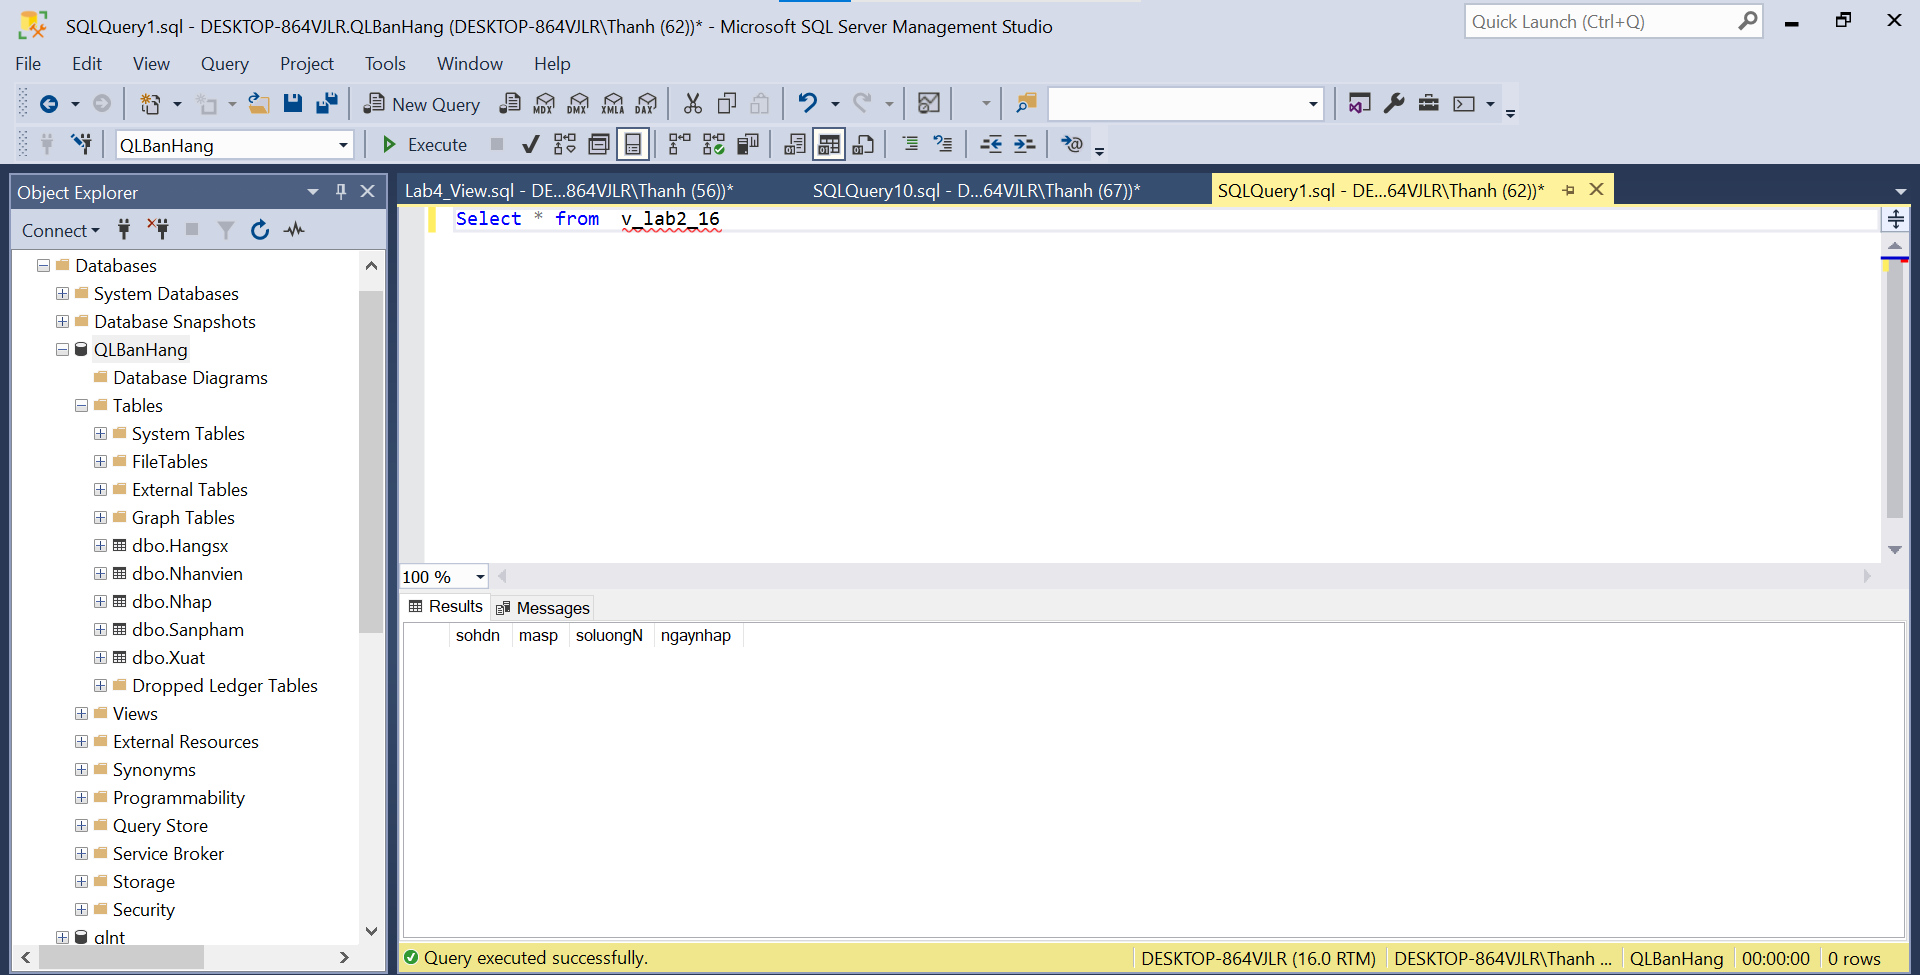 SQLQuery1.sql - DESKTOP-864VJLR.QLBanHang (DESKTOP-864VJLR\Thanh (62))* - Microsoft SQL Server Management Studio
Quick Launch (Ctrl+Q)
File Edit View Query Project Tools Window Help
New Query MDX DMX XMLA DAX
QLBanHang Execute
Object Explorer
Lab4_View.sql - DE...864VJLR\Thanh (56))* SQLQuery10.sql - D...64VJLR\Thanh (67))* SQLQuery1.sql - DE...64VJLR\Thanh (62))*
Connect
Select * from v_lab2_16
Databases
System Databases
Database Snapshots
QLBanHang
Database Diagrams
Tables
System Tables
FileTables
External Tables
Graph Tables
dbo.Hangsx
dbo.Nhanvien
dbo.Nhap
dbo.Sanpham
dbo.Xuat
Dropped Ledger Tables
Views
External Resources
Synonyms
Programmability
Query Store
Service Broker
Storage
Security
qlnt
100 %
Results Messages
sohdn masp soluongN ngaynhap
Query executed successfully. DESKTOP-864VJLR (16.0 RTM) DESKTOP-864VJLR\Thanh ... QLBanHang 00:00:00 0 rows